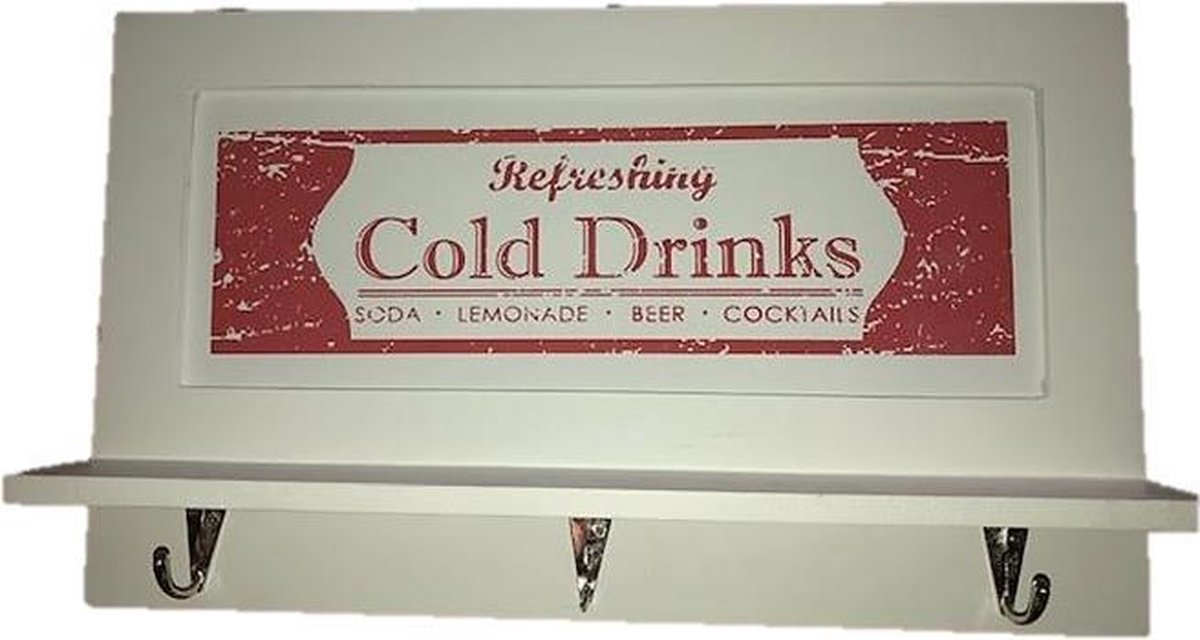 Refreshing
Cold Drinks
SODA · LEMONADE · BEER · COCKTAILS